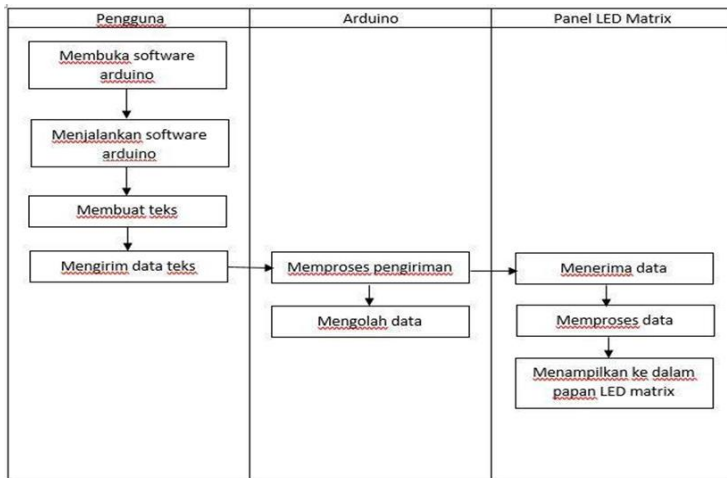 Pengguna
Arduino
Panel LED Matrix
Membuka software
arduino
Menjalankan software
arduino
Membuat teks
Mengirim data teks
Memproses pengiriman
Mengolah data
Menerima data
Memproses data
Menampilkan ke dalam
papan LED matrix